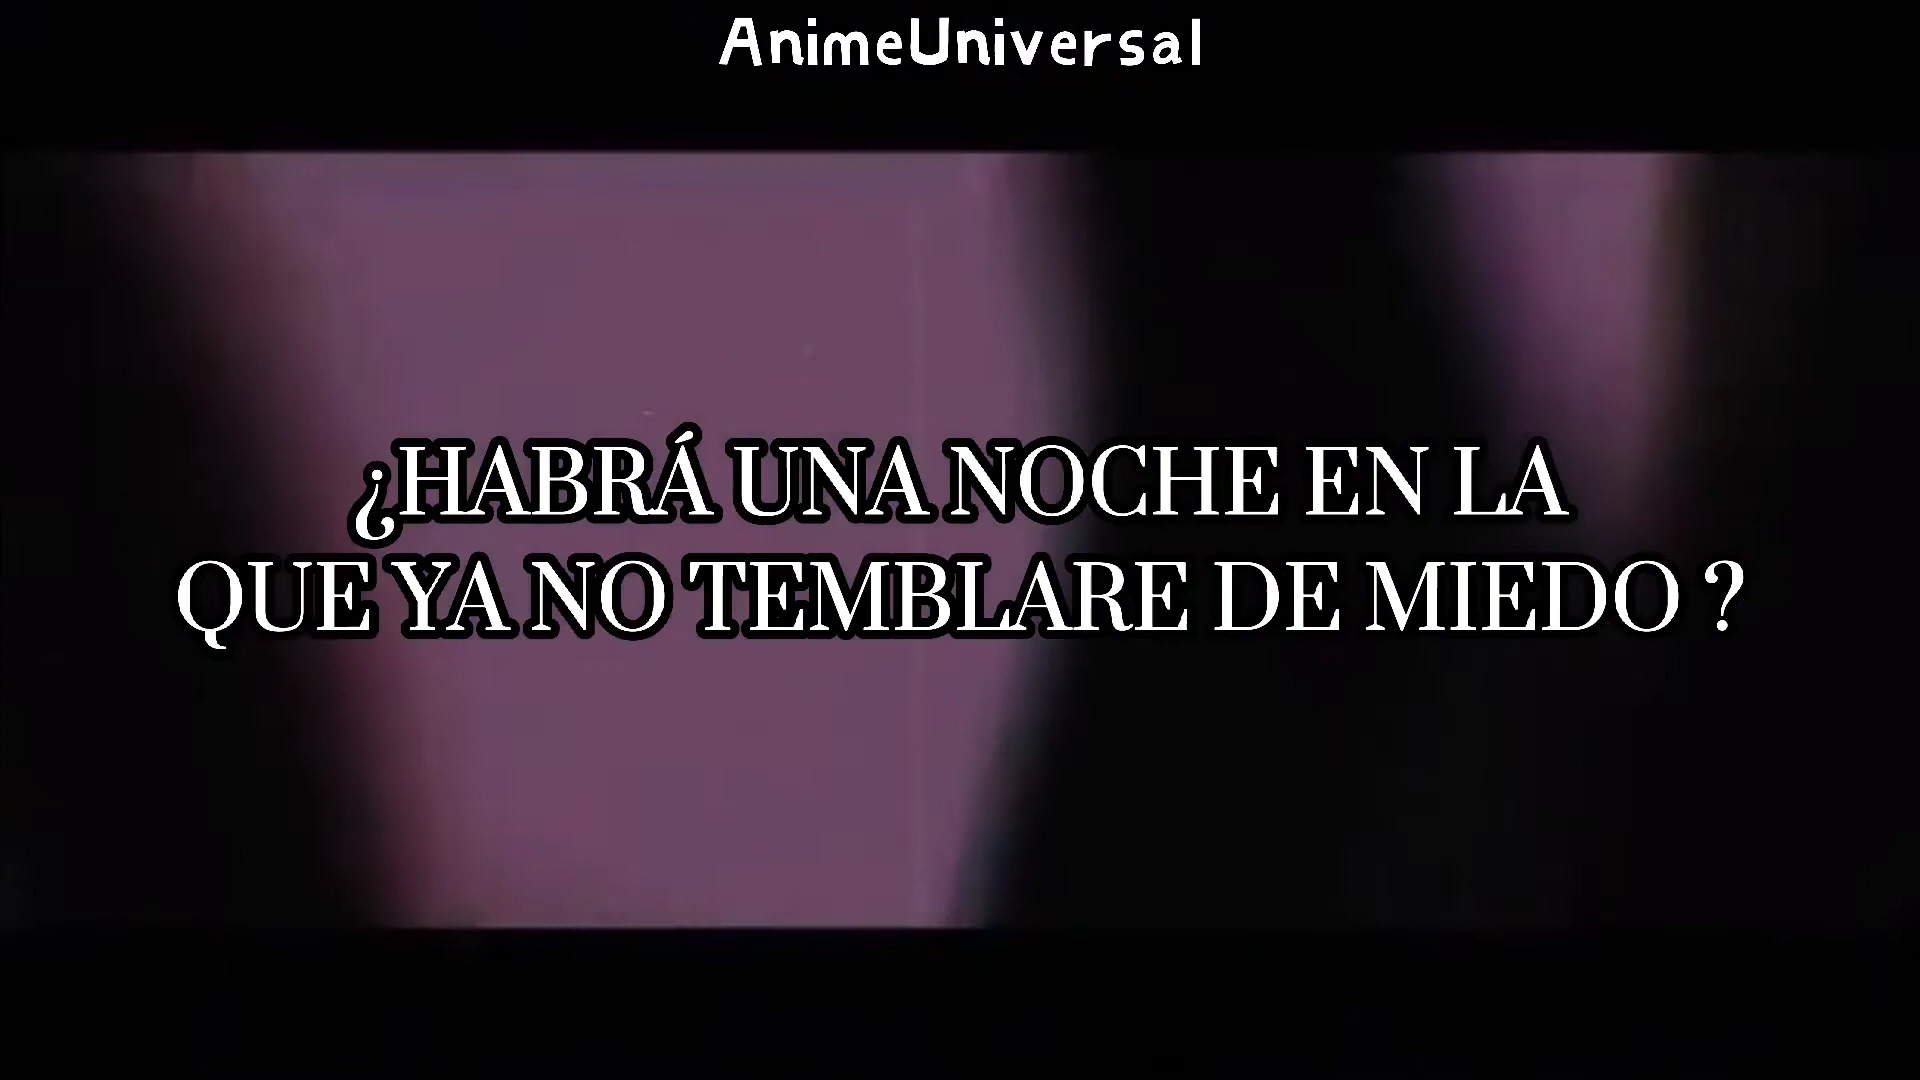 AnimeUniversal
¿HABRÁ UNA NOCHE EN LA
QUE YA NO TEMBLARE DE MIEDO ?